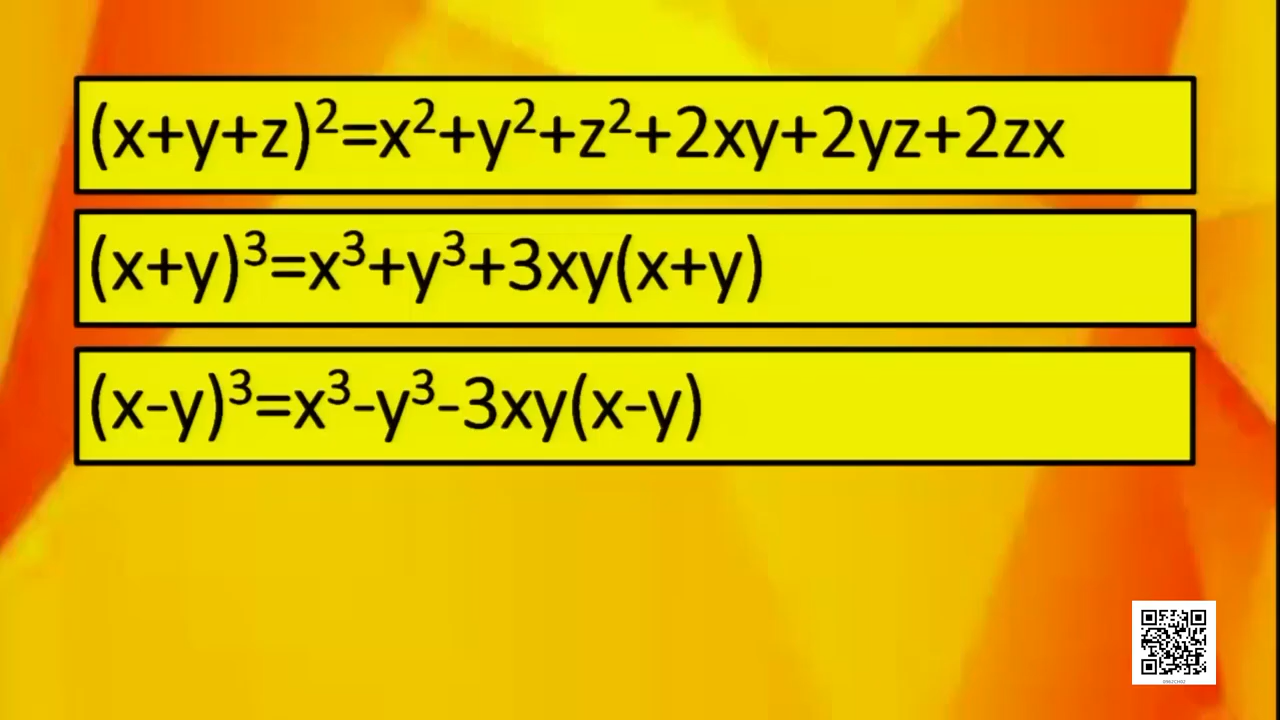 (x+y+z)²=x²+y²+z²+2xy+2yz+2zx
(x+y)³=x³+y³+3xy(x+y)
(x-y)³=x³-y³-3xy(x-y)